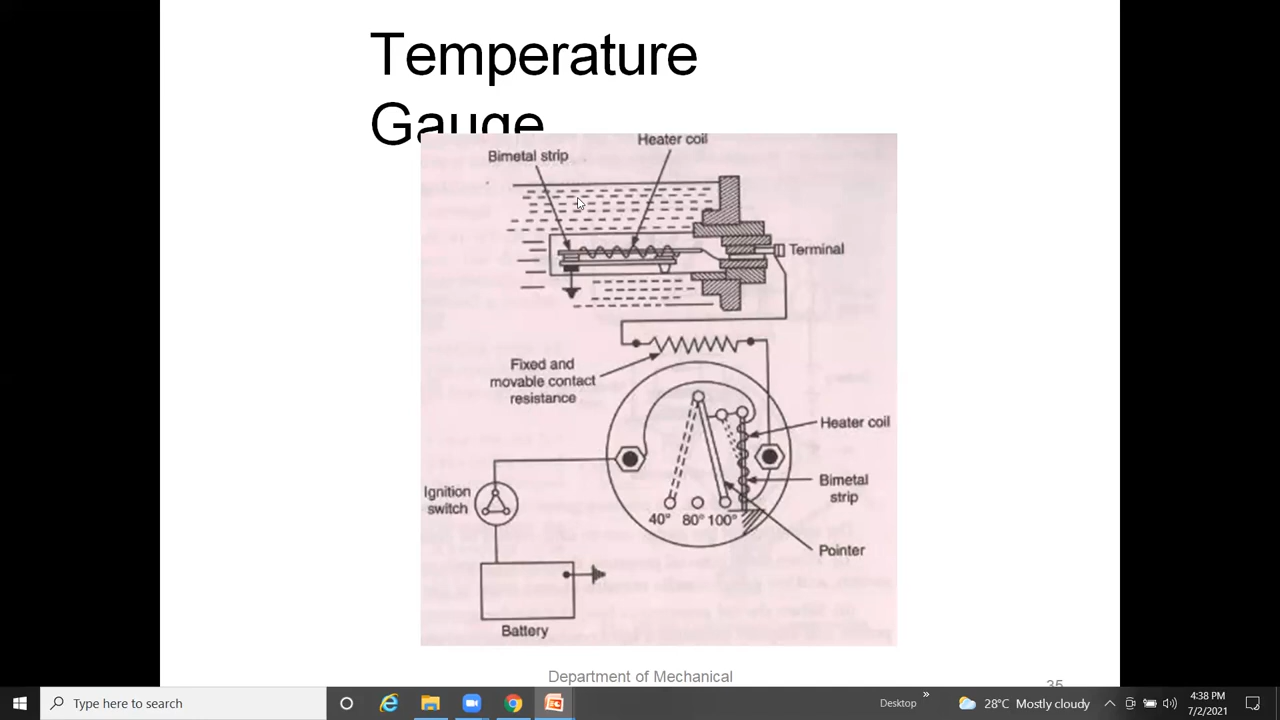 Temperature
Gauge
Heater coil
Bimetal strip
Terminal
Fixed and
movable contact
resistance
Heater coil
Ignition
switch
Bimetal
strip
40° 80° 100°
Pointer
Battery
Department of Mechanical
35
Type here to search
Desktop
»
28°C Mostly cloudy
4:38 PM
7/2/2021